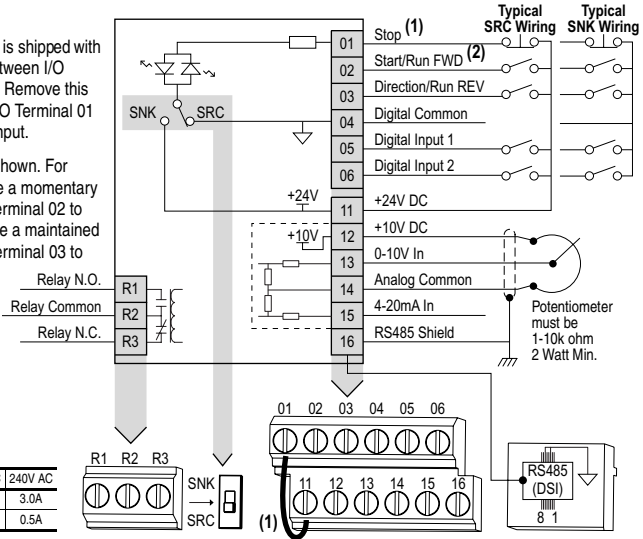 is shipped with
tween I/O
Remove this
O Terminal 01
nput.
hown. For
e a momentary
erminal 02 to
e a maintained
erminal 03 to
Typical
SRC Wiring
Typical
SNK Wiring
01 Stop (1)
02 Start/Run FWD (2)
03 Direction/Run REV
04 Digital Common
05 Digital Input 1
06 Digital Input 2
SNK SRC
+24V 11 +24V DC
+10V 12 +10V DC
13 0-10V In
14 Analog Common
15 4-20mA In
16 RS485 Shield
Potentiometer
must be
1-10k ohm
2 Watt Min.
Relay N.O. R1
Relay Common R2
Relay N.C. R3
R1 R2 R3
SNK
SRC
01 02 03 04 05 06
11 12 13 14 15 16
(1)
RS485
(DSI)
8 1
240V AC
3.0A
0.5A